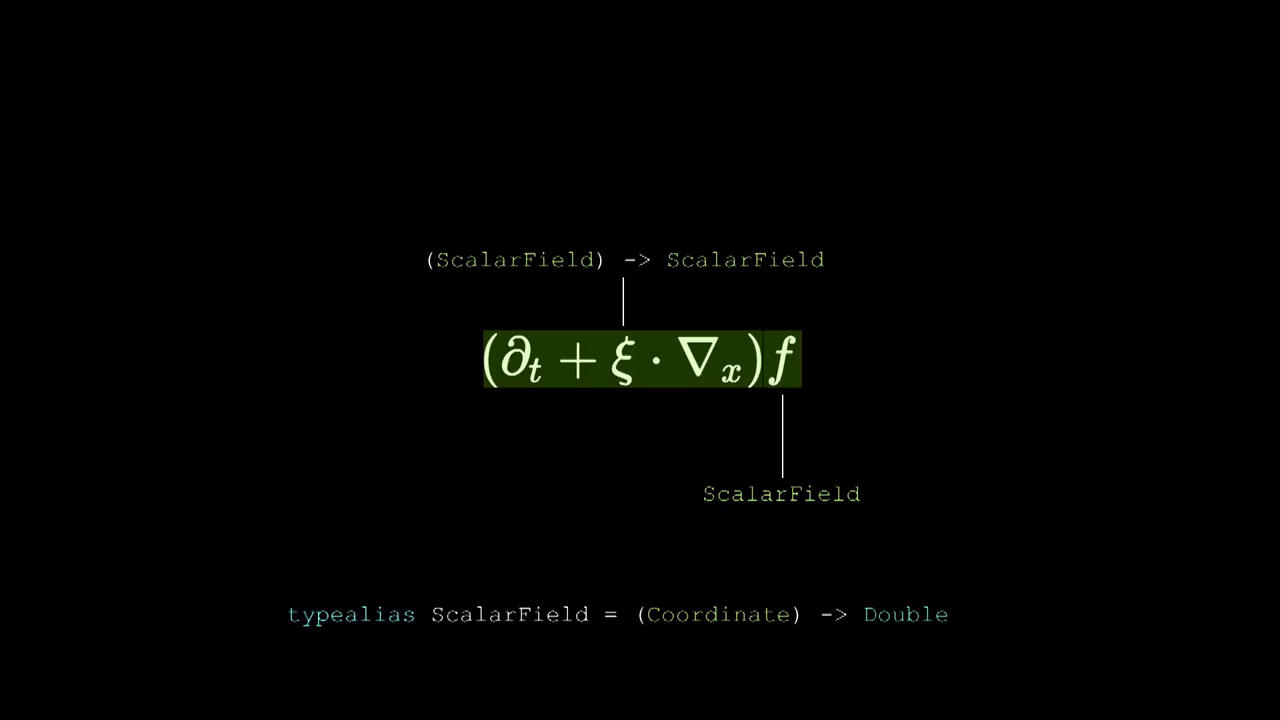 (ScalarField) -> ScalarField
(∂ₜ + ξ · ∇ₓ)f
ScalarField
typealias ScalarField = (Coordinate) -> Double